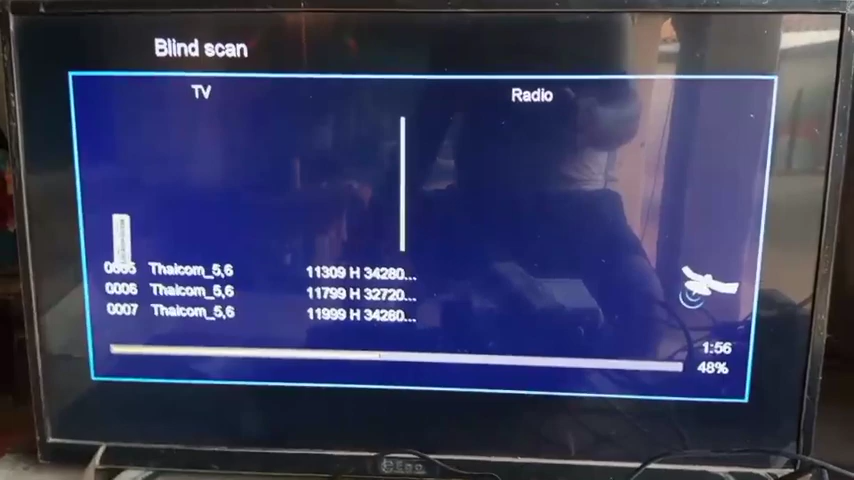 Blind scan
TV
Radio
0005 Thaicom_5,6 11309 H 34280...
0006 Thaicom_5,6 11799 H 32720...
0007 Thaicom_5,6 11999 H 34280...
1:56
48%